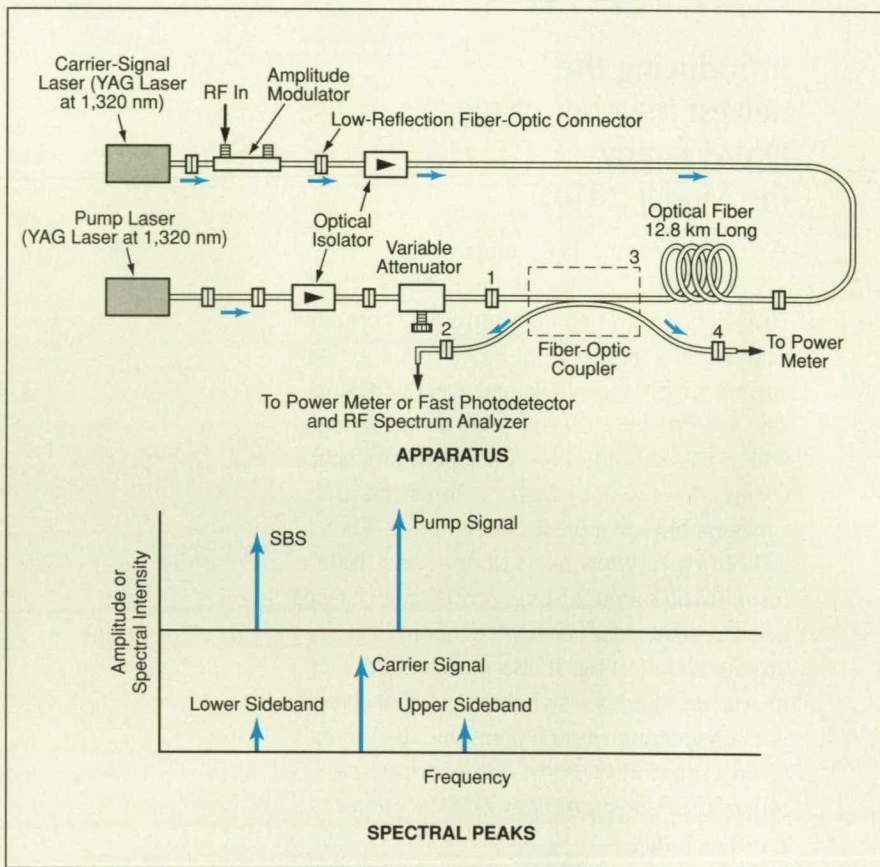 Carrier-Signal
Laser (YAG Laser
at 1,320 nm)
RF In
Amplitude
Modulator
Low-Reflection Fiber-Optic Connector
Pump Laser
(YAG Laser at 1,320 nm)
Optical
Isolator
Variable
Attenuator
Optical Fiber
12.8 km Long
1
3
2
4
Fiber-Optic
Coupler
To Power
Meter
To Power Meter or Fast Photodetector
and RF Spectrum Analyzer
APPARATUS
Amplitude or
Spectral Intensity
SBS
Pump Signal
Carrier Signal
Lower Sideband
Upper Sideband
Frequency
SPECTRAL PEAKS